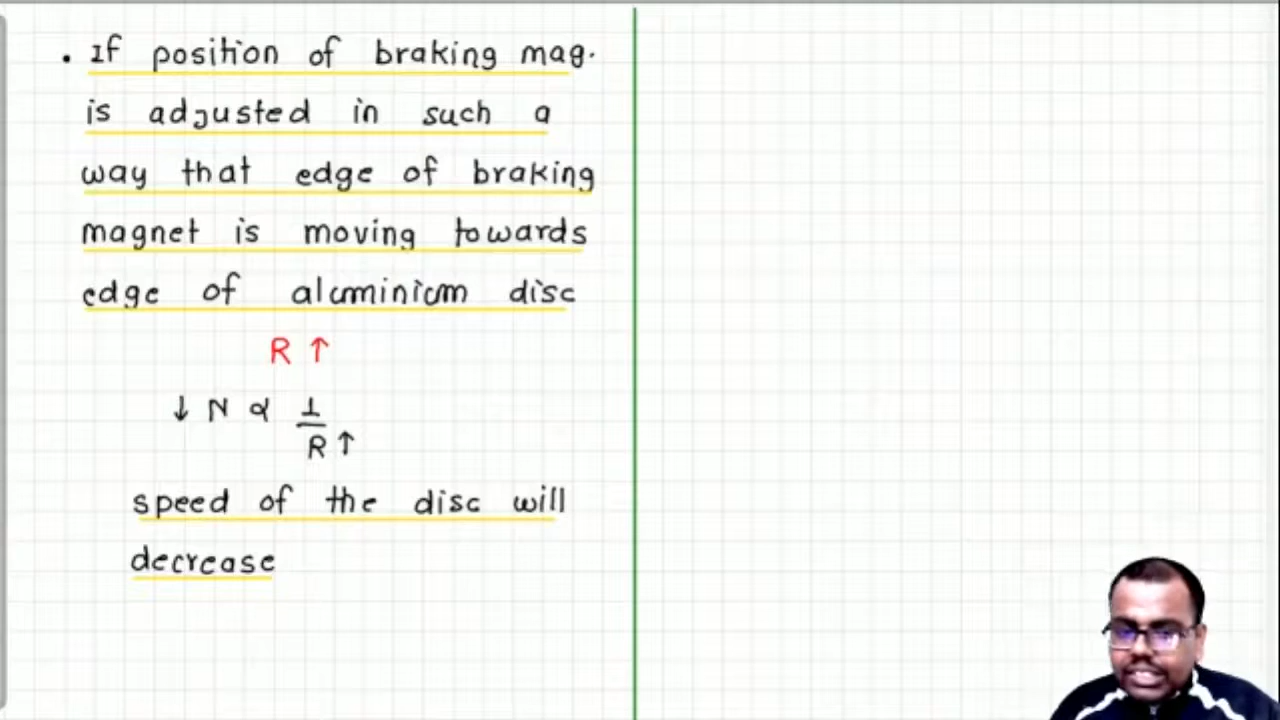 . If position of braking mag.
is adjusted in such a
way that edge of braking
magnet is moving towards
edge of aluminium disc
R ↑
↓ N ∝ 1
R ↑
speed of the disc will
decrease